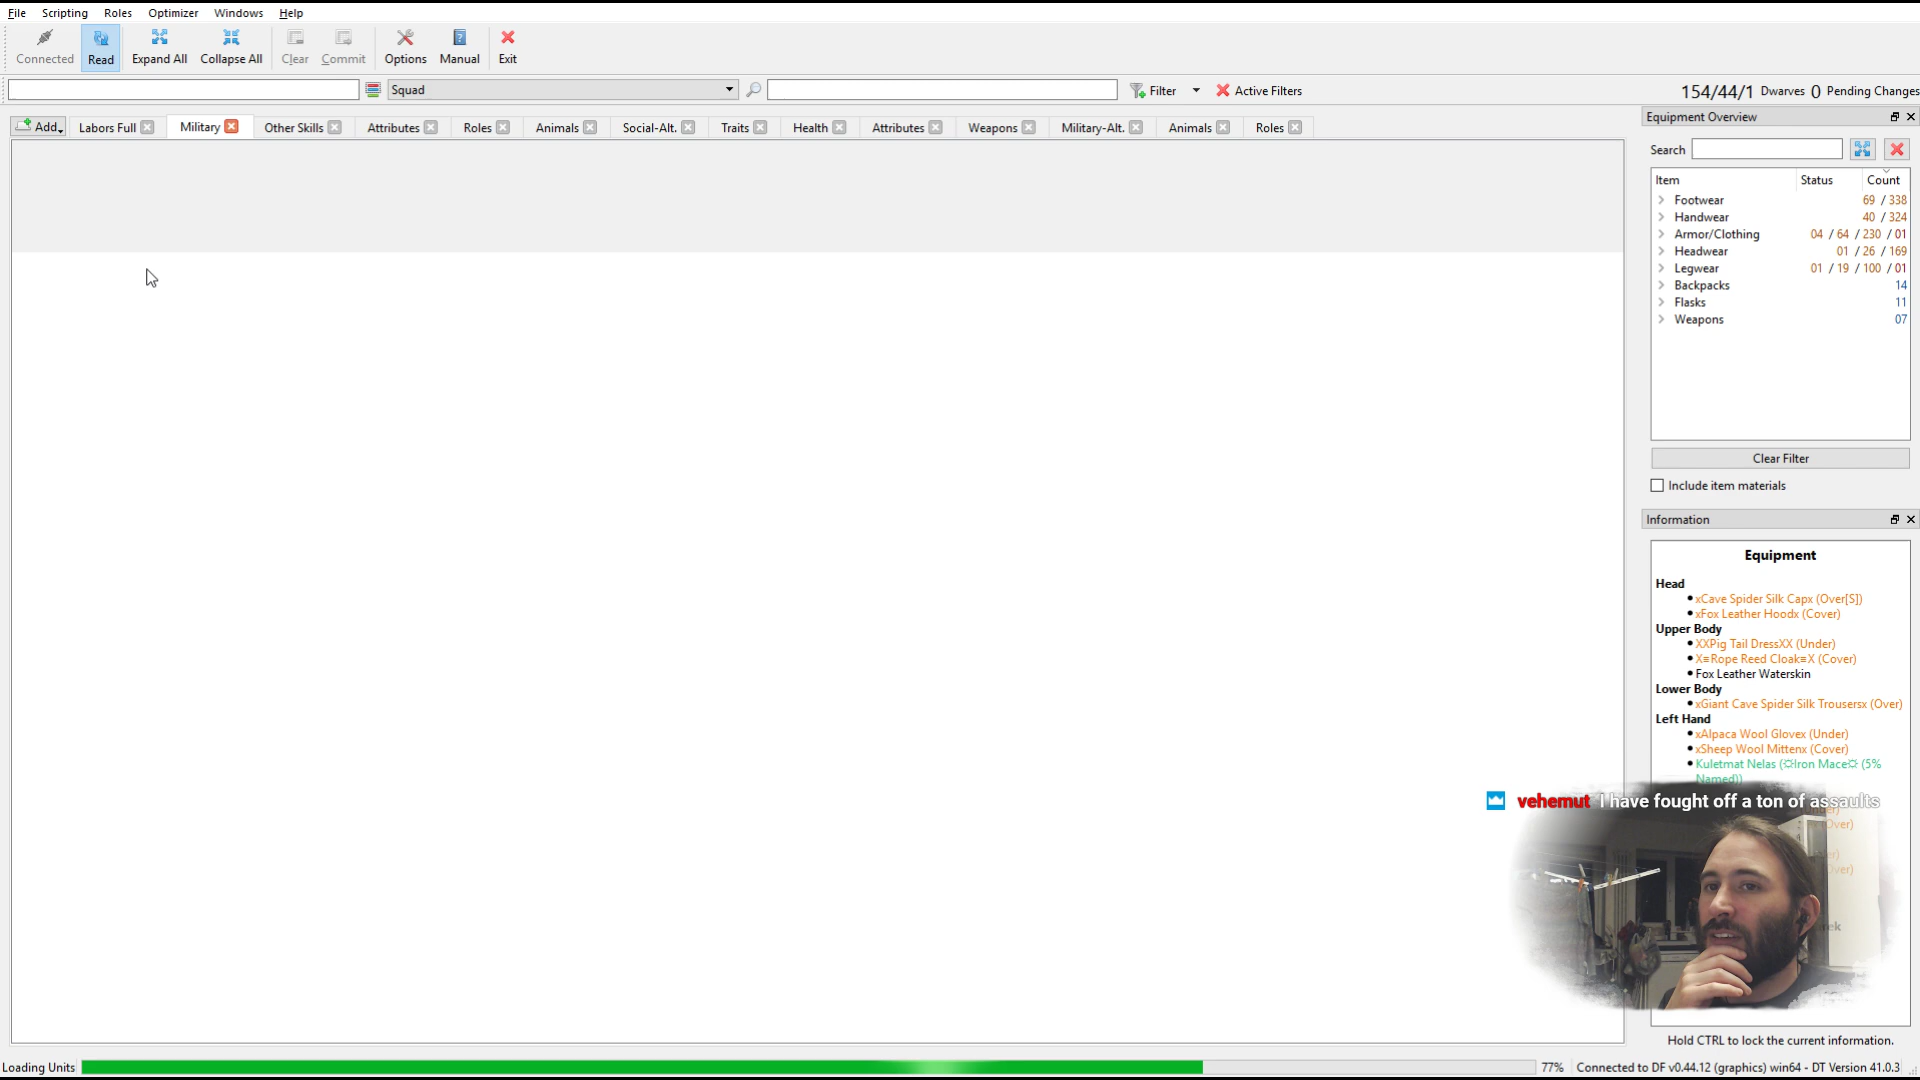 File Scripting Roles Optimizer Windows Help
Connected Read Expand All Collapse All Clear Commit Options Manual Exit
Squad Filter Active Filters 154/44/1 Dwarves 0 Pending Changes
Add Labors Full Military Other Skills Attributes Roles Animals Social-Alt. Traits Health Attributes Weapons Military-Alt. Animals Roles
Equipment Overview
Search
Item Status Count
Footwear 69 / 338
Handwear 40 / 324
Armor/Clothing 04 / 64 / 230 / 01
Headwear 01 / 26 / 169
Legwear 01 / 19 / 100 / 01
Backpacks 14
Flasks 11
Weapons 07
Clear Filter
Include item materials
Information
Equipment
Head
xCave Spider Silk Capx (Over[S])
xFox Leather Hoodx (Cover)
Upper Body
XXPig Tail DressXX (Under)
X≡Rope Reed Cloak≡X (Cover)
Fox Leather Waterskin
Lower Body
xGiant Cave Spider Silk Trousersx (Over)
Left Hand
xAlpaca Wool Glovex (Under)
xSheep Wool Mittenx (Cover)
Kuletmat Nelas (☼Iron Mace☼ (5%
Named))
vehemut I have fought off a ton of assaults
Hold CTRL to lock the current information.
Loading Units 77% Connected to DF v0.44.12 (graphics) win64 - DT Version 41.0.3